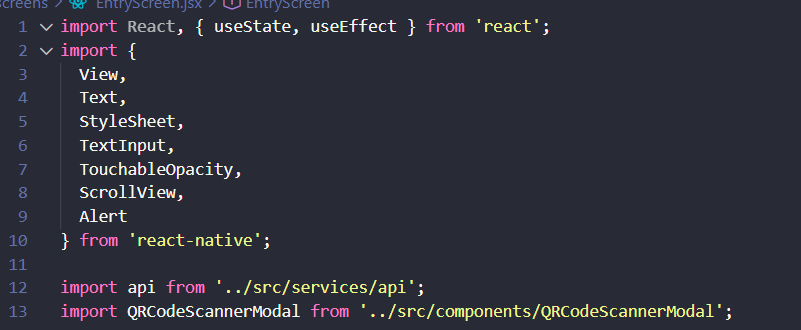 screens > EntryScreen.jsx > EntryScreen
1 import React, { useState, useEffect } from 'react';
2 import {
3 View,
4 Text,
5 StyleSheet,
6 TextInput,
7 TouchableOpacity,
8 ScrollView,
9 Alert
10 } from 'react-native';
11
12 import api from '../src/services/api';
13 import QRCodeScannerModal from '../src/components/QRCodeScannerModal';